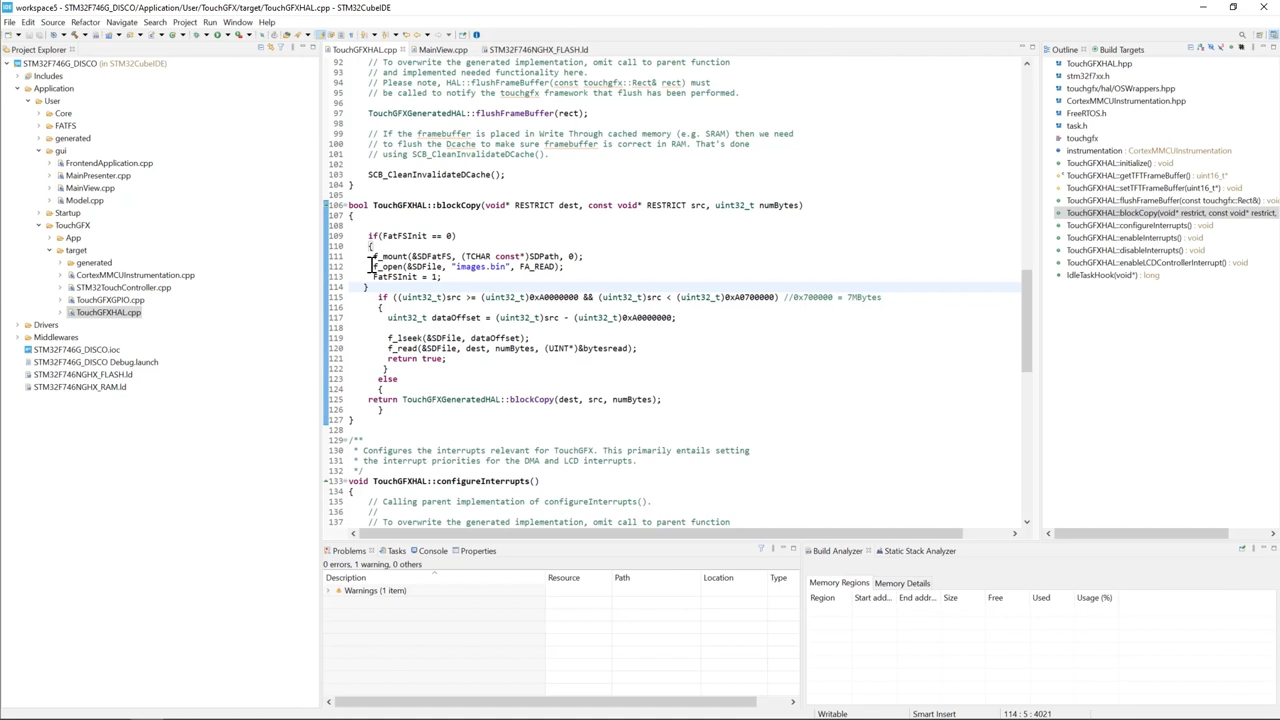 workspace5 - STM32F746G_DISCO/Application/User/TouchGFX/target/TouchGFXHAL.cpp - STM32CubeIDE
File Edit Source Refactor Navigate Search Project Run Window Help
Project Explorer
STM32F746G_DISCO (in STM32CubeIDE)
Includes
Application
User
Core
FATFS
generated
gui
FrontendApplication.cpp
MainPresenter.cpp
MainView.cpp
Model.cpp
Startup
TouchGFX
App
target
generated
CortexMMCUInstrumentation.cpp
STM32TouchController.cpp
TouchGFXGPIO.cpp
TouchGFXHAL.cpp
Drivers
Middlewares
STM32F746G_DISCO.ioc
STM32F746G_DISCO Debug.launch
STM32F746NGHX_FLASH.ld
STM32F746NGHX_RAM.ld
TouchGFXHAL.cpp MainView.cpp STM32F746NGHX_FLASH.ld
92 // To overwrite the generated implementation, omit call to parent function
93 // and implemented needed functionality here.
94 // Please note, HAL::flushFrameBuffer(const touchgfx::Rect& rect) must
95 // be called to notify the touchgfx framework that flush has been performed.
96
97 TouchGFXGeneratedHAL::flushFrameBuffer(rect);
98
99 // If the framebuffer is placed in Write Through cached memory (e.g. SRAM) then we need
100 // to flush the Dcache to make sure framebuffer is correct in RAM. That's done
101 // using SCB_CleanInvalidateDCache().
102
103 SCB_CleanInvalidateDCache();
104 }
105
106 bool TouchGFXHAL::blockCopy(void* RESTRICT dest, const void* RESTRICT src, uint32_t numBytes)
107 {
108
109 if(FatFSInit == 0)
110 {
111 f_mount(&SDFatFS, (TCHAR const*)SDPath, 0);
112 f_open(&SDFile, "images.bin", FA_READ);
113 FatFSInit = 1;
114 }
115 if ((uint32_t)src >= (uint32_t)0xA0000000 && (uint32_t)src < (uint32_t)0xA0700000) //0x700000 = 7MBytes
116 {
117 uint32_t dataOffset = (uint32_t)src - (uint32_t)0xA0000000;
118
119 f_lseek(&SDFile, dataOffset);
120 f_read(&SDFile, dest, numBytes, (UINT*)&bytesread);
121 return true;
122 }
123 else
124 {
125 return TouchGFXGeneratedHAL::blockCopy(dest, src, numBytes);
126 }
127 }
128
129 /**
130 * Configures the interrupts relevant for TouchGFX. This primarily entails setting
131 * the interrupt priorities for the DMA and LCD interrupts.
132 */
133 void TouchGFXHAL::configureInterrupts()
134 {
135 // Calling parent implementation of configureInterrupts().
136 //
137 // To overwrite the generated implementation, omit call to parent function
Outline Build Targets
TouchGFXHAL.hpp
stm32f7xx.h
touchgfx/hal/OSWrappers.hpp
CortexMMCUInstrumentation.hpp
FreeRTOS.h
task.h
touchgfx
instrumentation : CortexMMCUInstrumentation
TouchGFXHAL::initialize() : void
TouchGFXHAL::getTFTFrameBuffer() : uint16_t*
TouchGFXHAL::setTFTFrameBuffer(uint16_t*)
TouchGFXHAL::flushFrameBuffer(const touchgfx::Rect&)
TouchGFXHAL::blockCopy(void* restrict, const void* restrict,
TouchGFXHAL::configureInterrupts() : void
TouchGFXHAL::enableInterrupts() : void
TouchGFXHAL::disableInterrupts() : void
TouchGFXHAL::enableLCDControllerInterrupt() : void
IdleTaskHook(void*) : long
Problems Tasks Console Properties
0 errors, 1 warning, 0 others
Description Resource Path Location Type
Warnings (1 item)
Build Analyzer Static Stack Analyzer
Memory Regions Memory Details
Region Start add... End addr... Size Free Used Usage (%)
Writable Smart Insert 114 : 5 : 4021